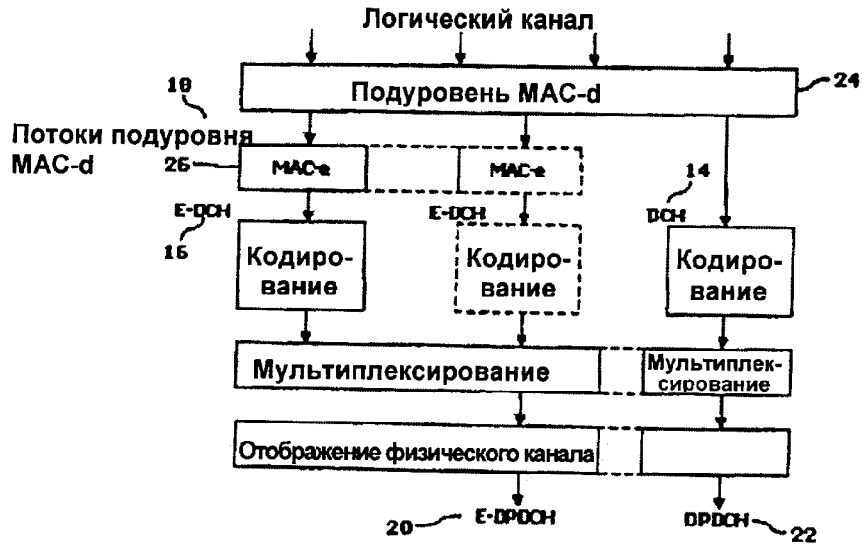 Логический канал
Подуровень MAC-d
24
18
Потоки подуровня
MAC-d
26
MAC-e
MAC-e
E-DCH
E-DCH
14
DCH
16
Кодиро-
вание
Кодиро-
вание
Кодиро-
вание
Мультиплексирование
Мультиплек-
сирование
Отображение физического канала
20
E-DPDCH
DPDCH
22